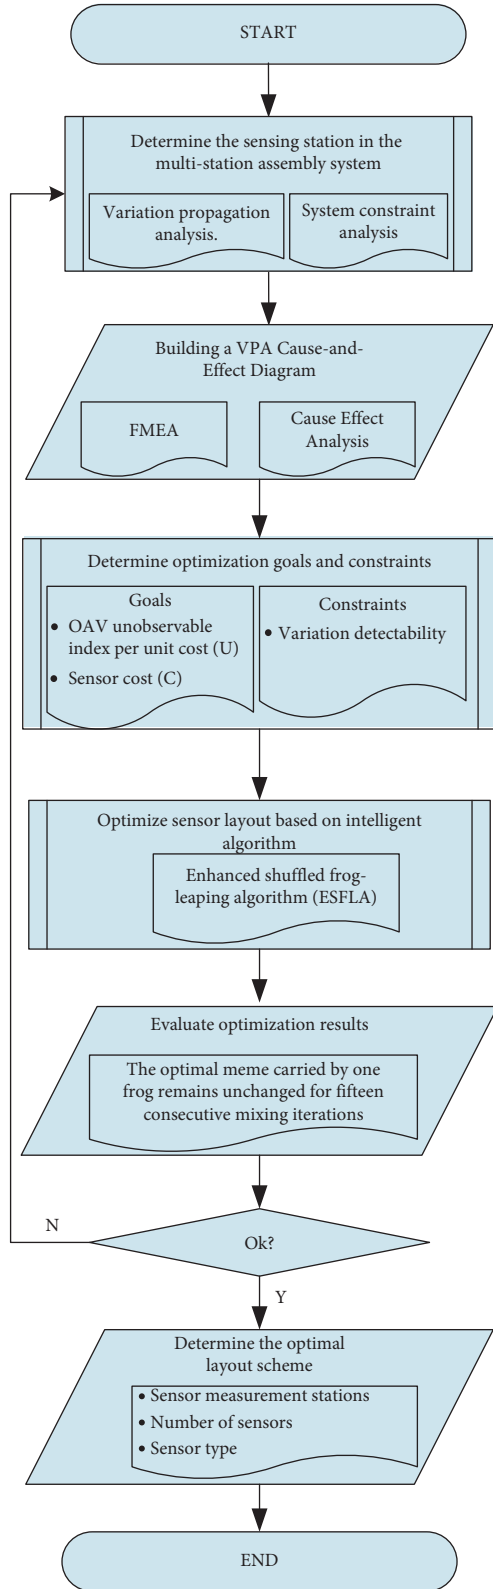 START
Determine the sensing station in the
multi-station assembly system
Variation propagation
analysis.
System constraint
analysis
Building a VPA Cause-and-
Effect Diagram
FMEA
Cause Effect
Analysis
Determine optimization goals and constraints
Goals
• OAV unobservable
index per unit cost (U)
• Sensor cost (C)
Constraints
• Variation detectability
Optimize sensor layout based on intelligent
algorithm
Enhanced shuffled frog-
leaping algorithm (ESFLA)
Evaluate optimization results
The optimal meme carried by one
frog remains unchanged for fifteen
consecutive mixing iterations
N
Ok?
Y
Determine the optimal
layout scheme
• Sensor measurement stations
• Number of sensors
• Sensor type
END